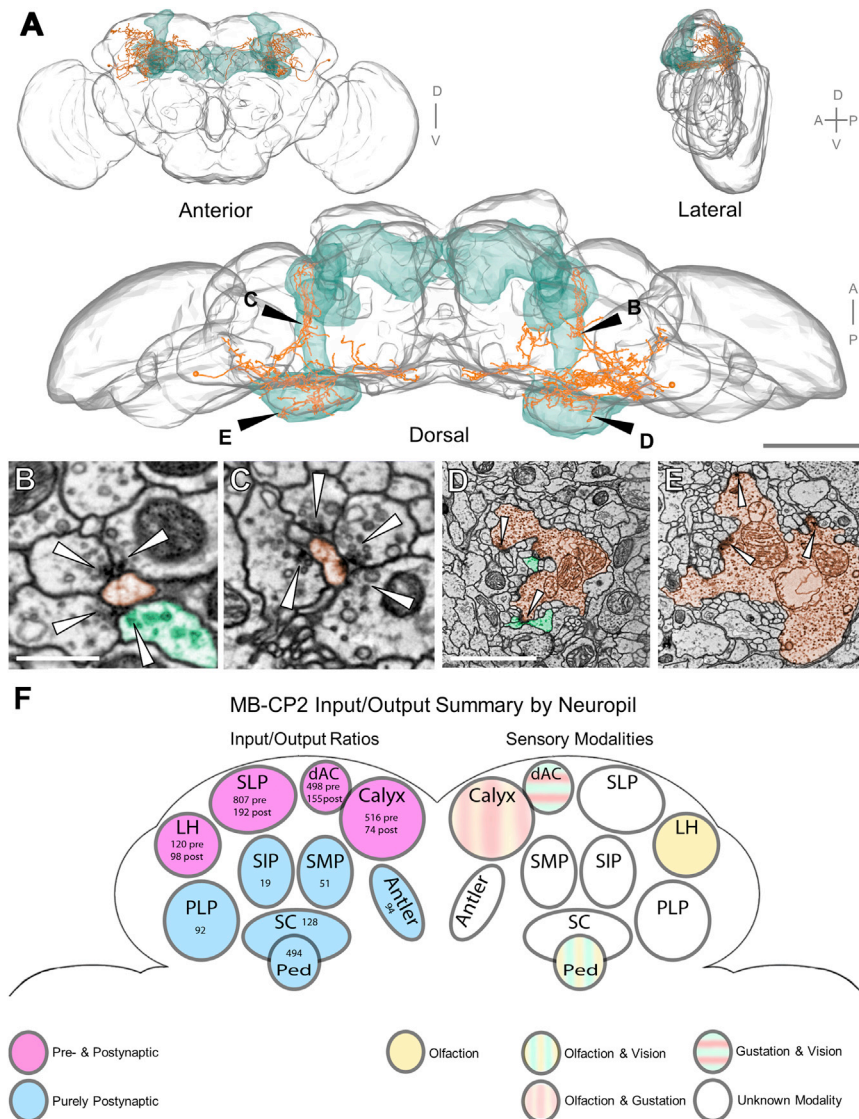 A
D
V
Anterior
D
A P
V
Lateral
C
B
A
P
E
D
Dorsal
B
C
D
E
F
MB-CP2 Input/Output Summary by Neuropil
Input/Output Ratios
Sensory Modalities
SLP
807 pre
192 post
dAC
498 pre
155post
Calyx
516 pre
74 post
LH
120 pre
98 post
SIP
19
SMP
51
Antler
94
PLP
92
SC 128
494
Ped
Calyx
dAC
SLP
LH
SMP
SIP
Antler
SC
PLP
Ped
Pre- & Postynaptic
Purely Postynaptic
Olfaction
Olfaction & Vision
Olfaction & Gustation
Gustation & Vision
Unknown Modality